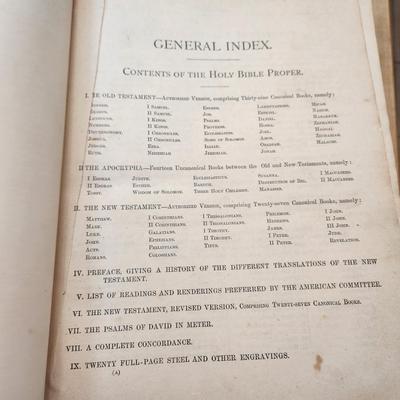 GENERAL INDEX.
CONTENTS OF THE HOLY BIBLE PROPER.
I. THE OLD TESTAMENT—AUTHORIZED VERSION, comprising Thirty-nine Canonical Books, namely:
GENESIS, I SAMUEL, ESTHER, LAMENTATIONS, MICAH,
EXODUS, II SAMUEL, JOB, EZEKIEL, NAHUM,
LEVITICUS, I KINGS, PSALMS, DANIEL, HABAKKUK,
NUMBERS, II KINGS, PROVERBS, HOSEA, ZEPHANIAH,
DEUTERONOMY, I CHRONICLES, ECCLESIASTES, JOEL, HAGGAI,
JOSHUA, II CHRONICLES, SONG OF SOLOMON, AMOS, ZECHARIAH,
JUDGES, EZRA, ISAIAH, OBADIAH, MALACHI.
RUTH, NEHEMIAH, JEREMIAH, JONAH,
II. THE APOCRYPHA—Fourteen Uncanonical Books between the Old and New Testaments, namely:
I ESDRAS, JUDITH, ECCLESIASTICUS, SUSANNA, I MACCABEES,
II ESDRAS, ESTHER, BARUCH, DESTRUCTION OF BEL, II MACCABEES.
TOBIT, WISDOM OF SOLOMON, THREE HOLY CHILDREN, MANASSES,
II. THE NEW TESTAMENT—AUTHORIZED VERSION, comprising Twenty-seven Canonical Books, namely:
MATTHEW, I CORINTHIANS, I THESSALONIANS, PHILEMON, I JOHN,
MARK, II CORINTHIANS, II THESSALONIANS, HEBREWS, II JOHN,
LUKE, GALATIANS, I TIMOTHY, JAMES, III JOHN,
JOHN, EPHESIANS, II TIMOTHY, I PETER, JUDE,
ACTS, PHILIPPIANS, TITUS, II PETER, REVELATION.
ROMANS, COLOSSIANS,
IV. PREFACE, GIVING A HISTORY OF THE DIFFERENT TRANSLATIONS OF THE NEW
TESTAMENT.
V. LIST OF READINGS AND RENDERINGS PREFERRED BY THE AMERICAN COMMITTEE.
VI. THE NEW TESTAMENT, REVISED VERSION, COMPRISING TWENTY-SEVEN CANONICAL BOOKS.
VII. THE PSALMS OF DAVID IN METER.
VIII. A COMPLETE CONCORDANCE.
IX. TWENTY FULL-PAGE STEEL AND OTHER ENGRAVINGS.
(A)